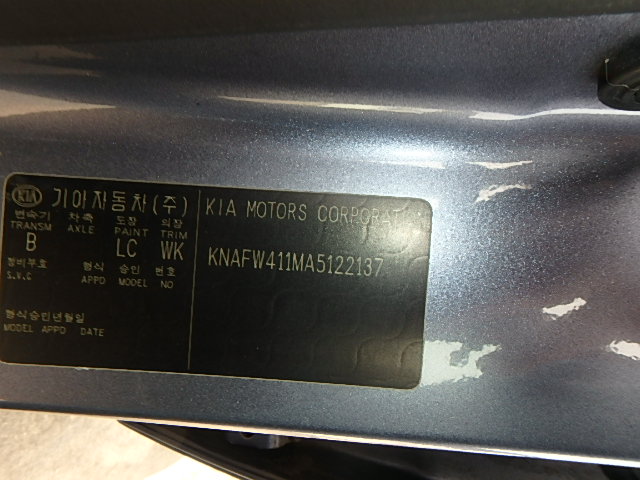 KIA 기아자동차(주)
변속기 차축 도장 의장
TRANSM AXLE PAINT TRIM
B LC WK
정비부호 형식 승인 번호
S.V.C APPD MODEL NO
형식승인년월일
MODEL APPD DATE
KIA MOTORS CORPORAT
KNAFW411MA5122137